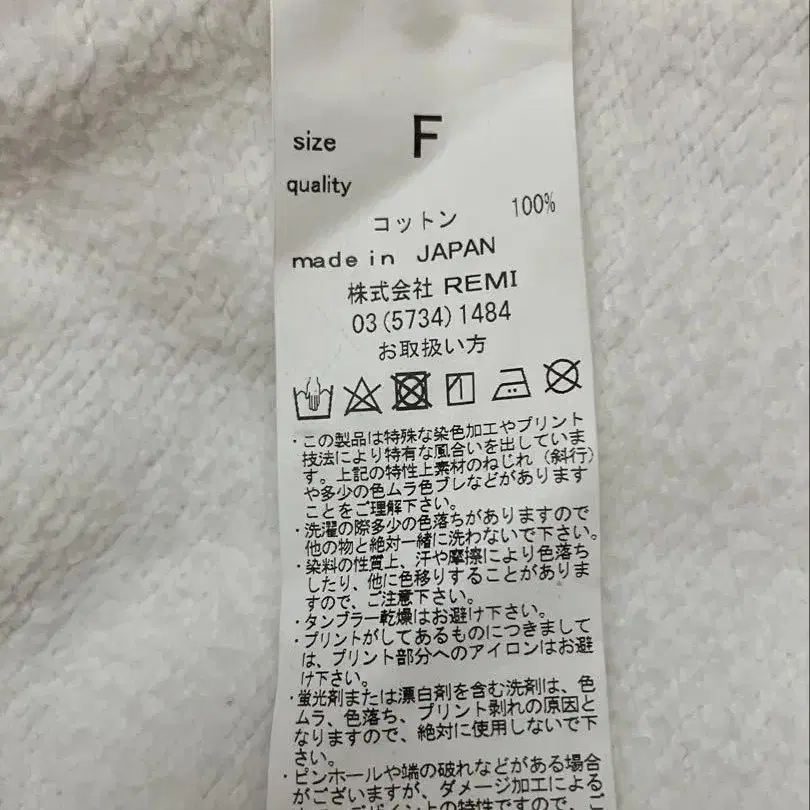 size F
quality
コットン 100%
made in JAPAN
株式会社 REMI
03(5734)1484
お取扱い方
・この製品は特殊な染色加工やプリント
技法により特有な風合いを出していま
す。上記の特性上素材のねじれ（斜行）
や多少の色ムラ色ブレなどがあります
ことをご理解下さい。
・洗濯の際多少の色落ちがありますので
他の物と絶対一緒に洗わないで下さい。
・染料の性質上、汗や摩擦により色落ち
したり、他に色移りすることがありま
すので、ご注意下さい。
・タンブラー乾燥はお避け下さい。
・プリントがしてあるものにつきまして
は、プリント部分へのアイロンはお避
け下さい。
・蛍光剤または漂白剤を含む洗剤は、色
ムラ、色落ち、プリント剥れの原因と
なりますので、絶対に使用しないで下
さい。
・ピンホールや端の破れなどがある場合
がございますが、ダメージ加工による
デザイン上の特性ですので、ご